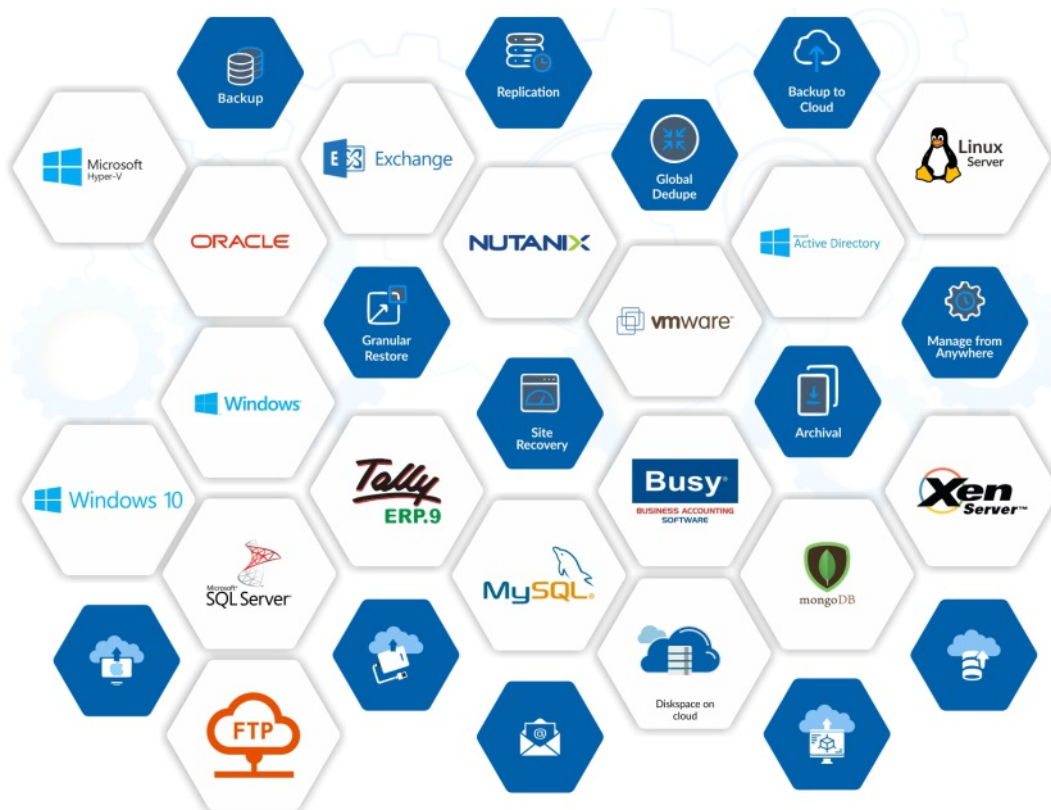 Backup
Replication
Backup to
Cloud
Microsoft
Hyper-V
E X Exchange
Global
Dedupe
Linux
Server
ORACLE
NUTANIX
Microsoft
Active Directory
Granular
Restore
vmware™
Manage from
Anywhere
Windows
Site
Recovery
Archival
Windows 10
Tally
ERP.9
Busy®
BUSINESS ACCOUNTING
SOFTWARE
Xen
Server™
Microsoft®
SQL Server®
MySQL®
mongoDB
FTP
Diskspace on
cloud
@